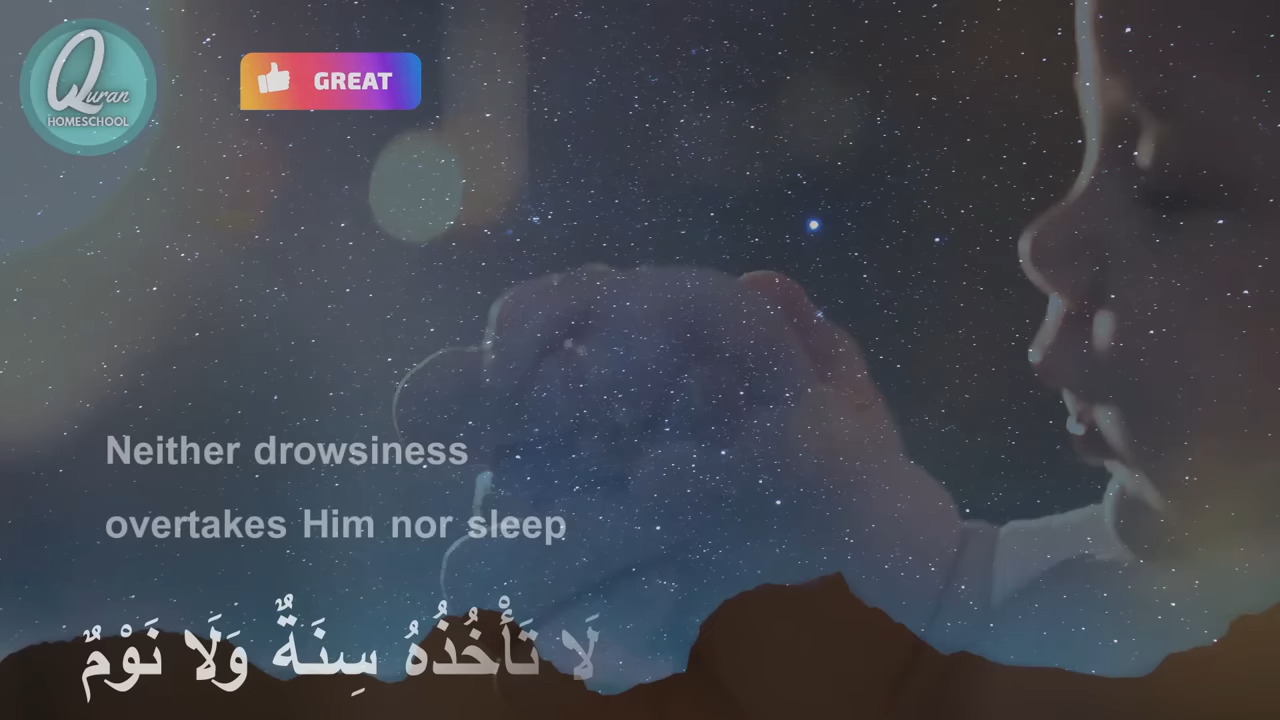 Quran
HOMESCHOOL
GREAT
Neither drowsiness
overtakes Him nor sleep
لَا تَأْخُذُهُ سِنَةٌ وَلَا نَوْمٌ